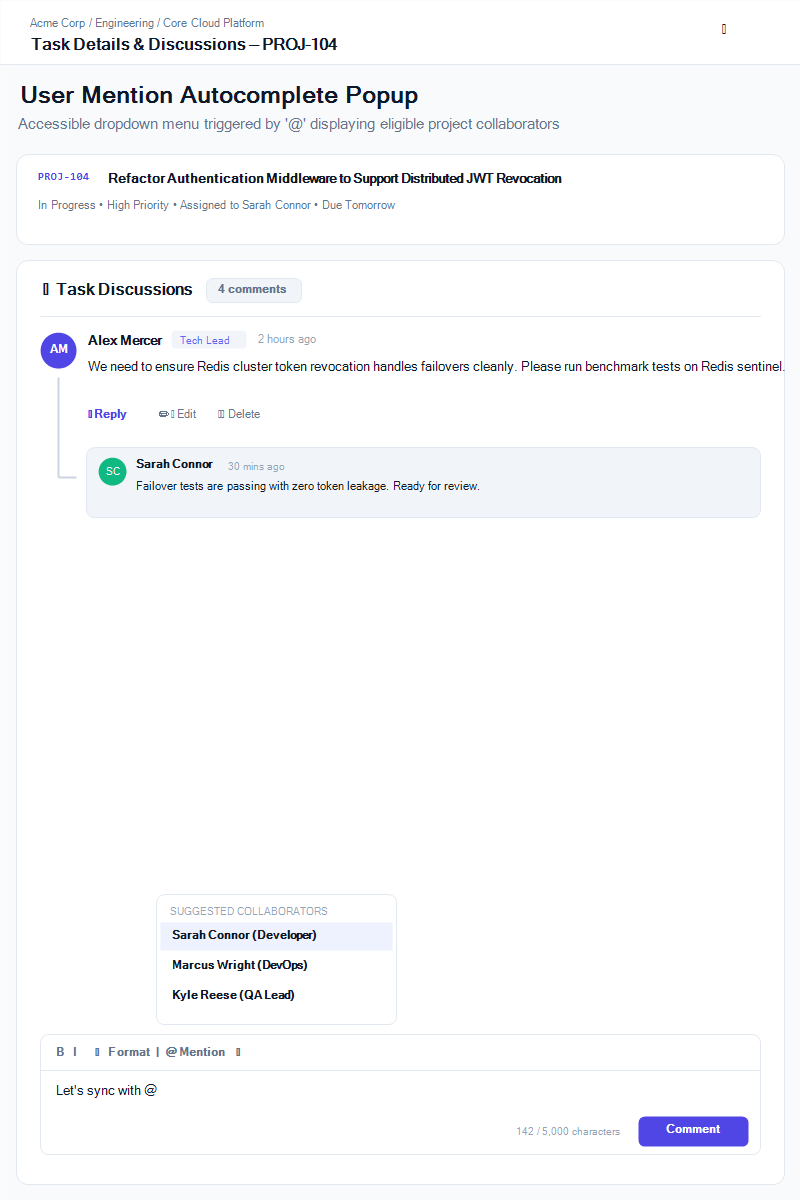 Acme Corp / Engineering / Core Cloud Platform
Task Details & Discussions — PROJ-104
User Mention Autocomplete Popup
Accessible dropdown menu triggered by '@' displaying eligible project collaborators
PROJ-104 Refactor Authentication Middleware to Support Distributed JWT Revocation
In Progress • High Priority • Assigned to Sarah Connor • Due Tomorrow
Task Discussions 4 comments
AM Alex Mercer Tech Lead 2 hours ago
We need to ensure Redis cluster token revocation handles failovers cleanly. Please run benchmark tests on Redis sentinel.
Reply ✏ Edit Delete
SC Sarah Connor 30 mins ago
Failover tests are passing with zero token leakage. Ready for review.
SUGGESTED COLLABORATORS
Sarah Connor (Developer)
Marcus Wright (DevOps)
Kyle Reese (QA Lead)
B I Format | @ Mention
Let's sync with @
142 / 5,000 characters Comment